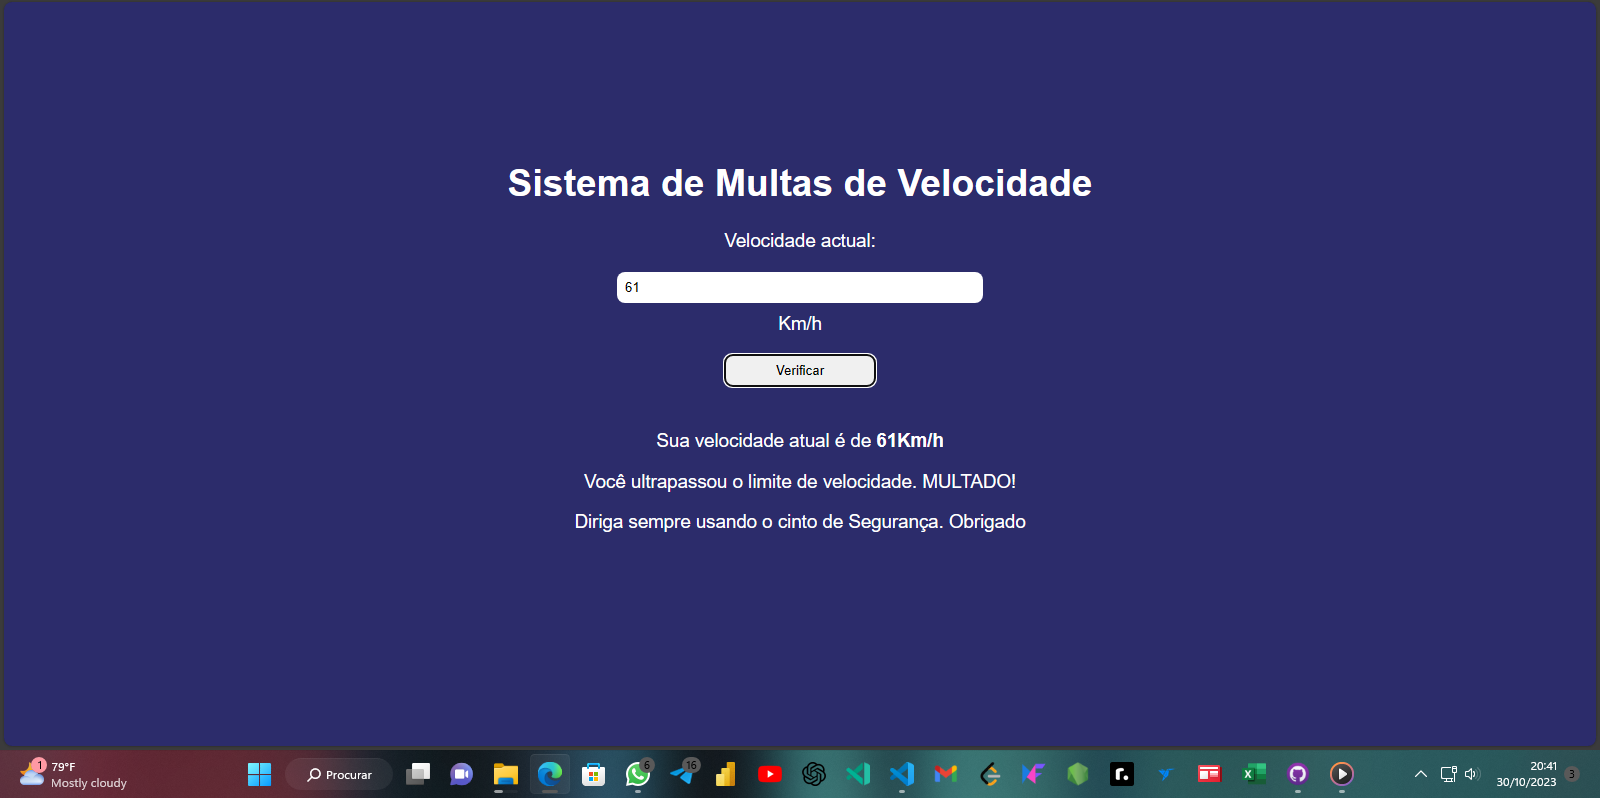 Sistema de Multas de Velocidade
Velocidade actual:
61
Km/h
Verificar
Sua velocidade atual é de 61Km/h
Você ultrapassou o limite de velocidade. MULTADO!
Diriga sempre usando o cinto de Segurança. Obrigado
1
79°F
Mostly cloudy
Procurar
6
16
20:41
30/10/2023
3